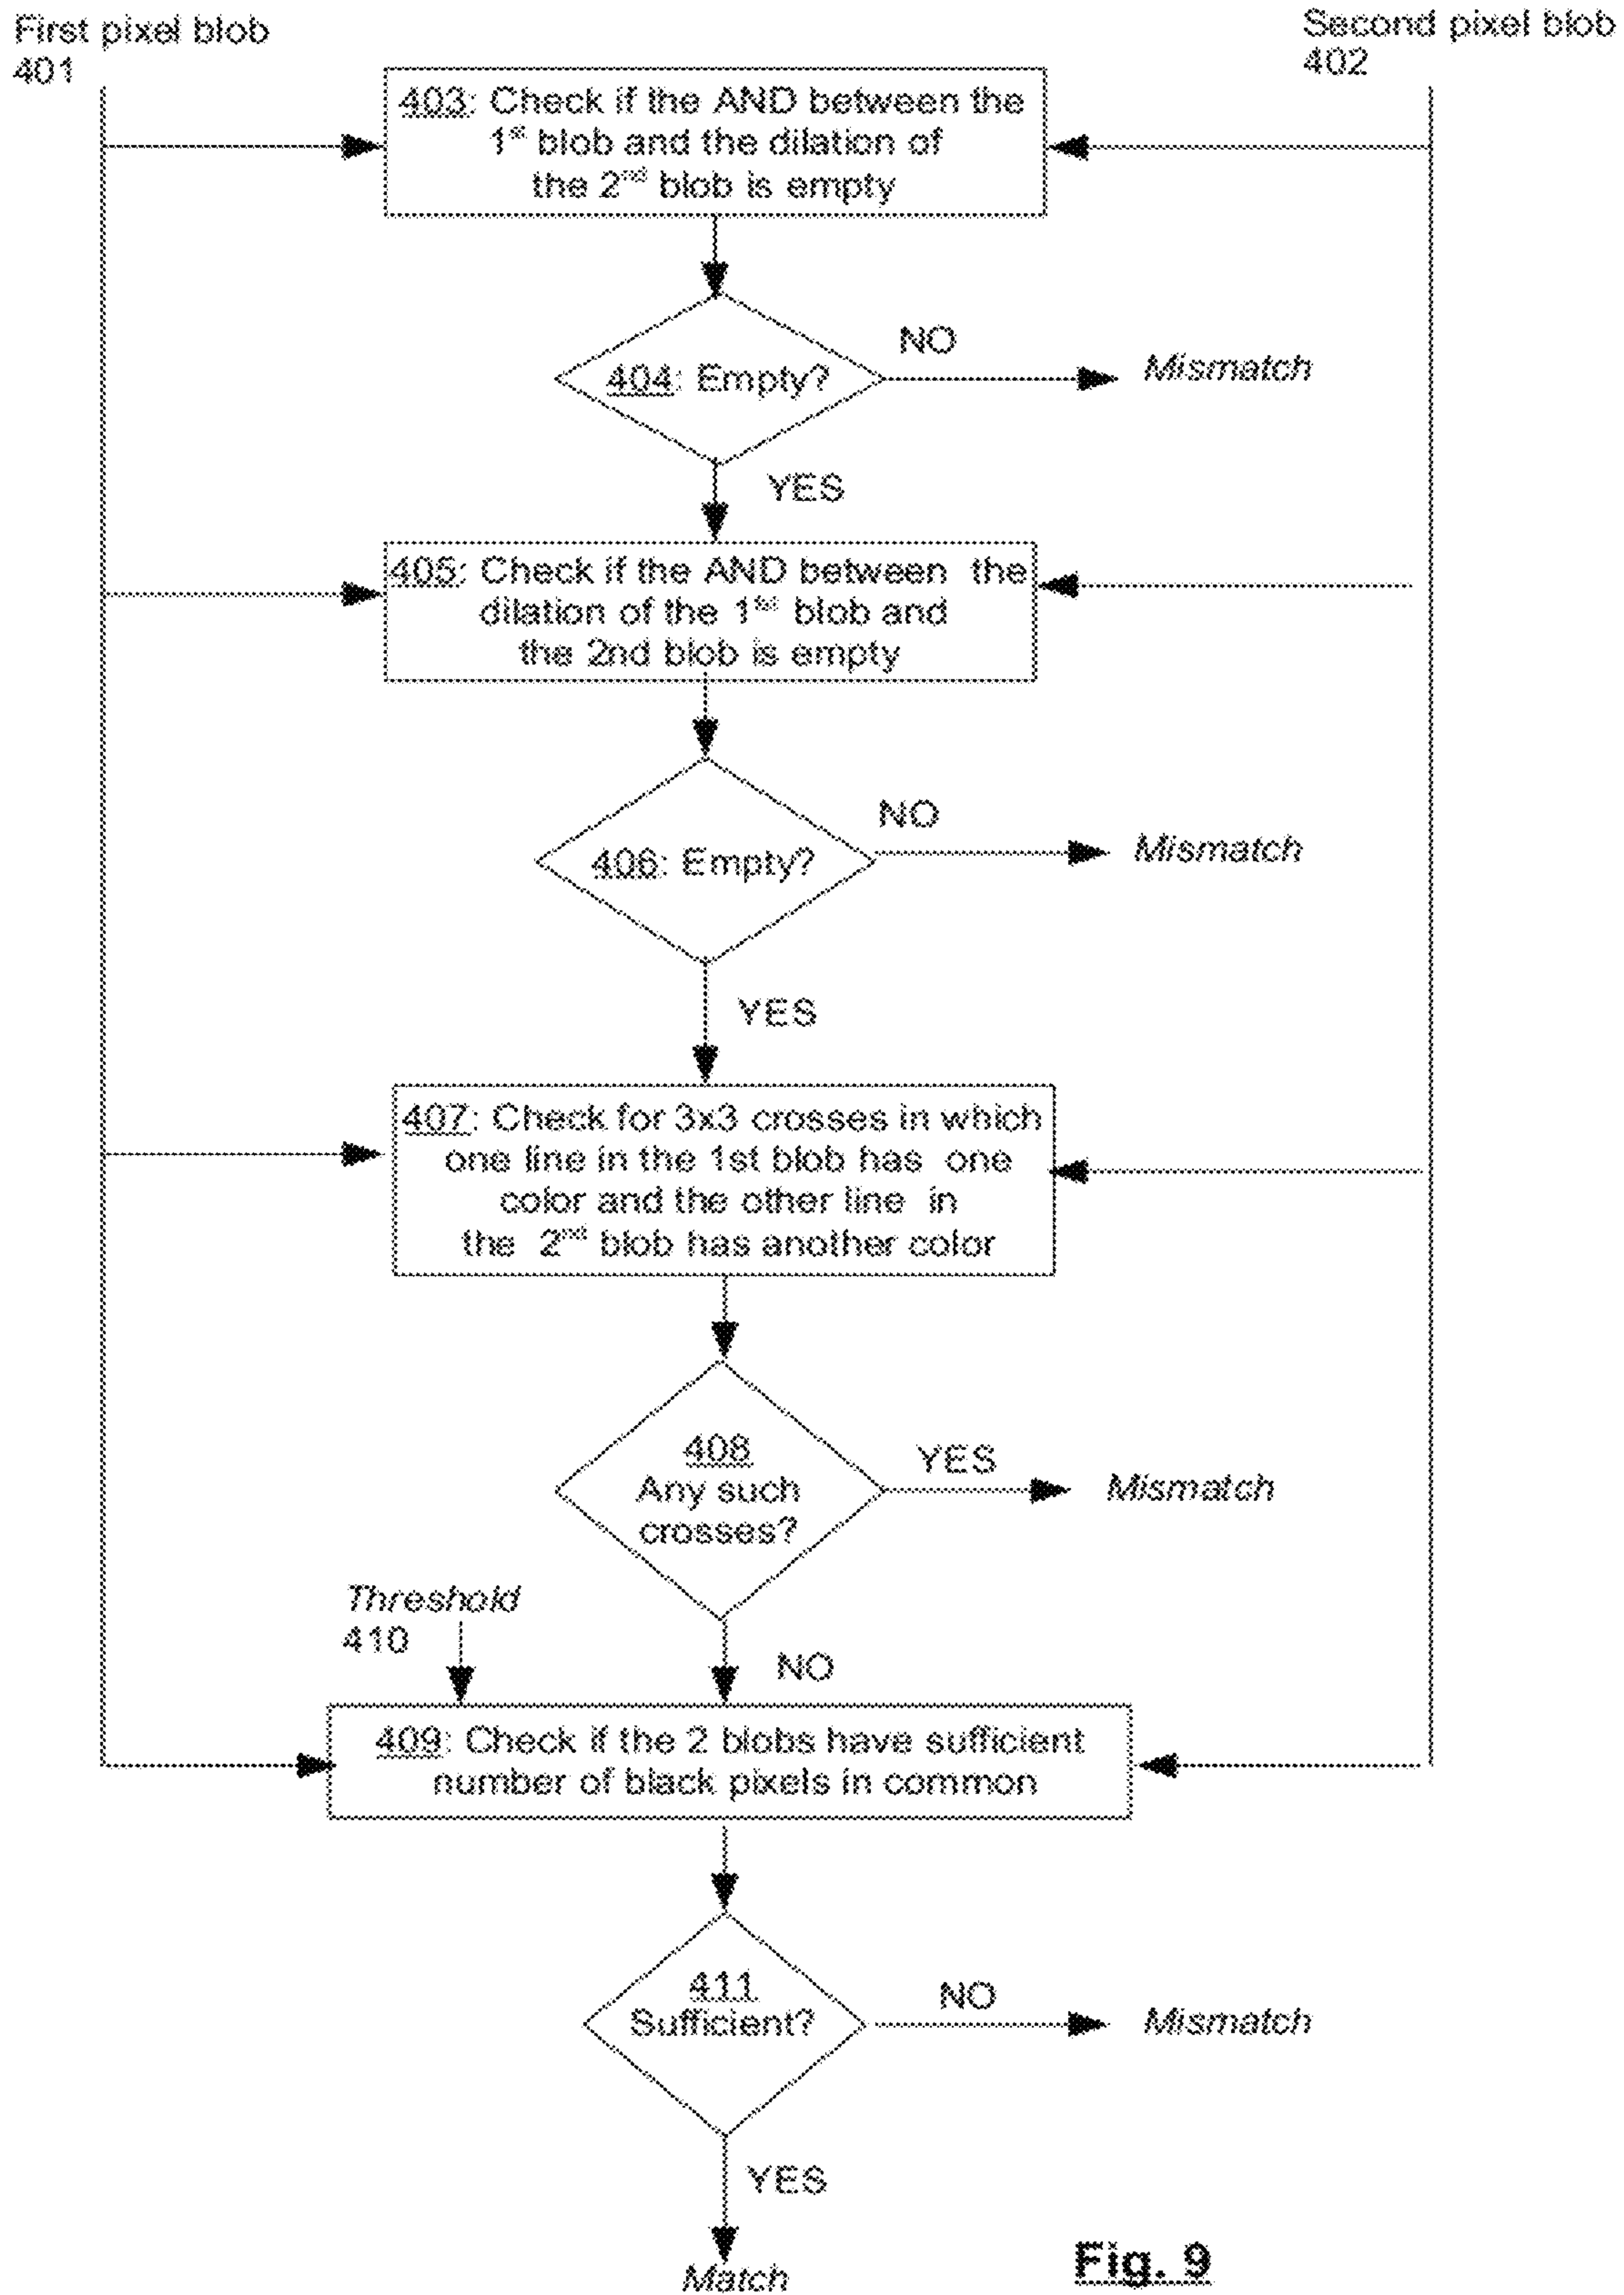 First pixel blob
401
Second pixel blob
402
403: Check if the AND between the
1st blob and the dilation of
the 2nd blob is empty
404: Empty?
NO
Mismatch
YES
405: Check if the AND between the
dilation of the 1st blob and
the 2nd blob is empty
406: Empty?
NO
Mismatch
YES
407: Check for 3x3 crosses in which
one line in the 1st blob has one
color and the other line in
the 2nd blob has another color
408
Any such
crosses?
YES
Mismatch
Threshold
410
NO
409: Check if the 2 blobs have sufficient
number of black pixels in common
411
Sufficient?
NO
Mismatch
YES
Match
Fig. 9